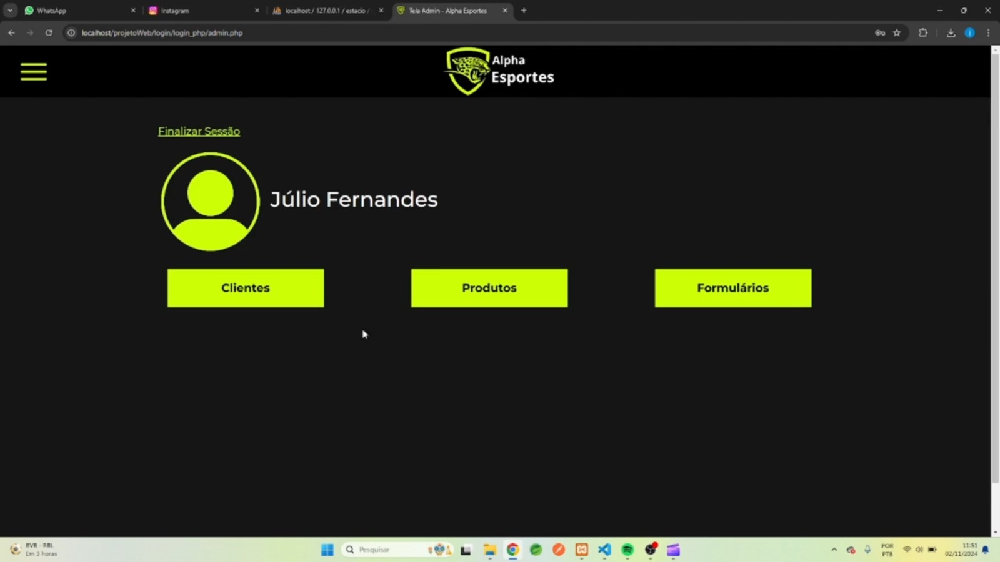 WhatsApp
Instagram
localhost / 127.0.0.1 / estacio /
Tela Admin - Alpha Esportes
localhost/projetoWeb/login/login_php/admin.php
Alpha
Esportes
Finalizar Sessão
Júlio Fernandes
Clientes
Produtos
Formulários
BVB - RBL
Em 3 horas
Pesquisar
POR
PTB
11:51
02/11/2024